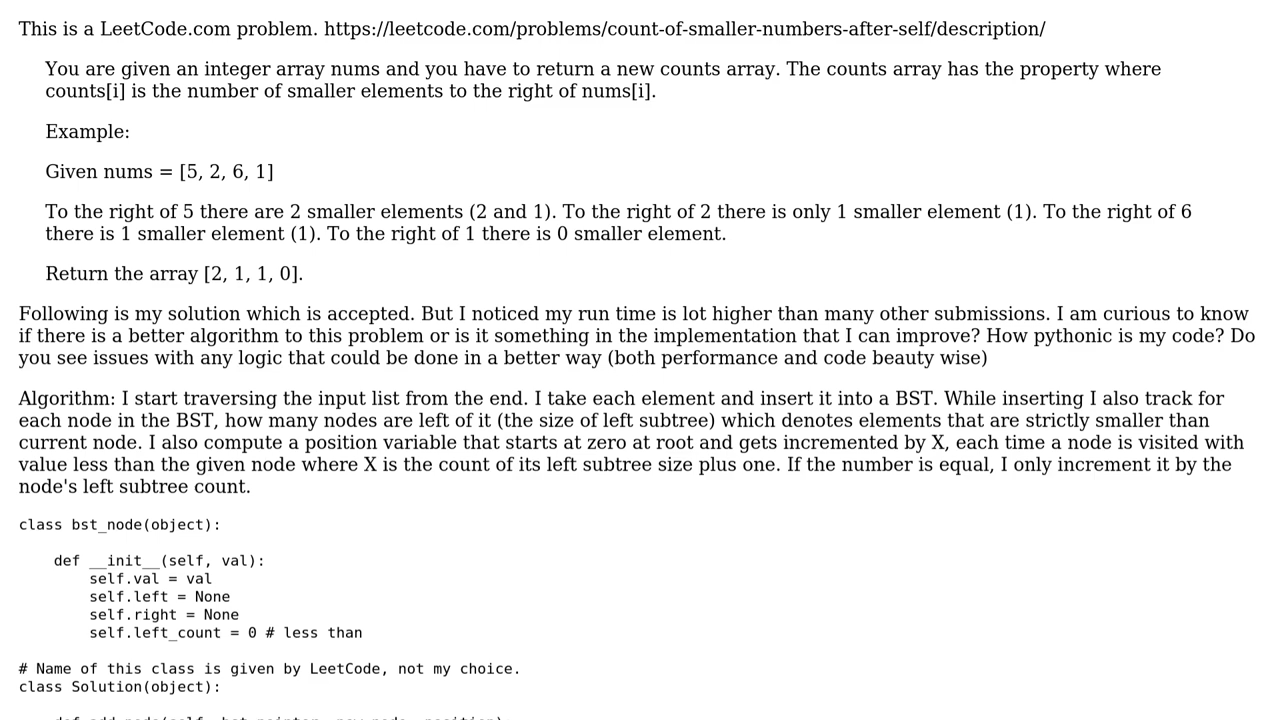 This is a LeetCode.com problem. https://leetcode.com/problems/count-of-smaller-numbers-after-self/description/
You are given an integer array nums and you have to return a new counts array. The counts array has the property where
counts[i] is the number of smaller elements to the right of nums[i].
Example:
Given nums = [5, 2, 6, 1]
To the right of 5 there are 2 smaller elements (2 and 1). To the right of 2 there is only 1 smaller element (1). To the right of 6
there is 1 smaller element (1). To the right of 1 there is 0 smaller element.
Return the array [2, 1, 1, 0].
Following is my solution which is accepted. But I noticed my run time is lot higher than many other submissions. I am curious to know
if there is a better algorithm to this problem or is it something in the implementation that I can improve? How pythonic is my code? Do
you see issues with any logic that could be done in a better way (both performance and code beauty wise)
Algorithm: I start traversing the input list from the end. I take each element and insert it into a BST. While inserting I also track for
each node in the BST, how many nodes are left of it (the size of left subtree) which denotes elements that are strictly smaller than
current node. I also compute a position variable that starts at zero at root and gets incremented by X, each time a node is visited with
value less than the given node where X is the count of its left subtree size plus one. If the number is equal, I only increment it by the
node's left subtree count.
class bst_node(object):
    def __init__(self, val):
        self.val = val
        self.left = None
        self.right = None
        self.left_count = 0 # less than
# Name of this class is given by LeetCode, not my choice.
class Solution(object):